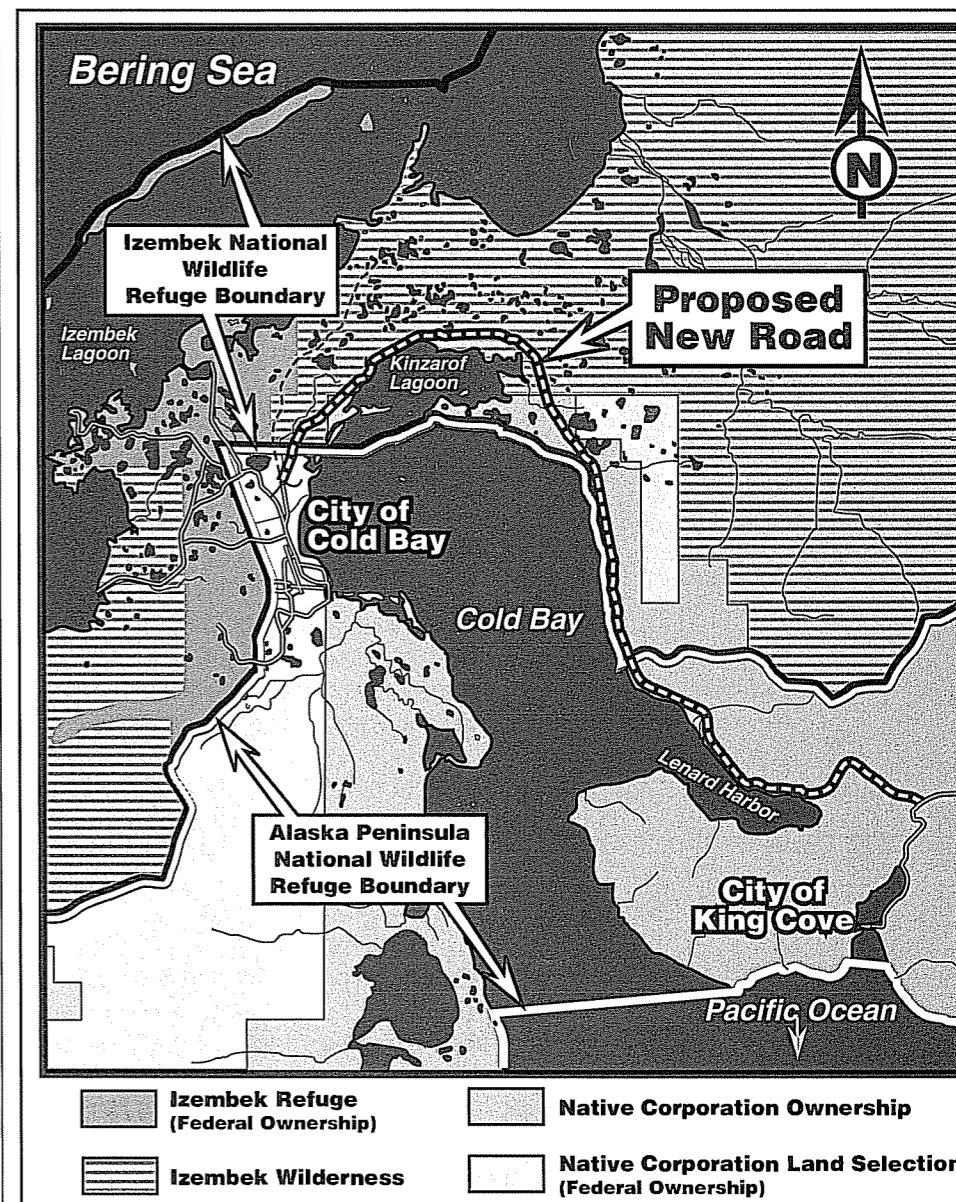 Bering Sea
N
Izembek National
Wildlife
Refuge Boundary
Proposed
New Road
Izembek
Lagoon
Kinzarof
Lagoon
City of
Cold Bay
Cold Bay
Lenard Harbor
Alaska Peninsula
National Wildlife
Refuge Boundary
City of
King Cove
Pacific Ocean
Izembek Refuge
(Federal Ownership)
Native Corporation Ownership
Izembek Wilderness
Native Corporation Land Selection
(Federal Ownership)